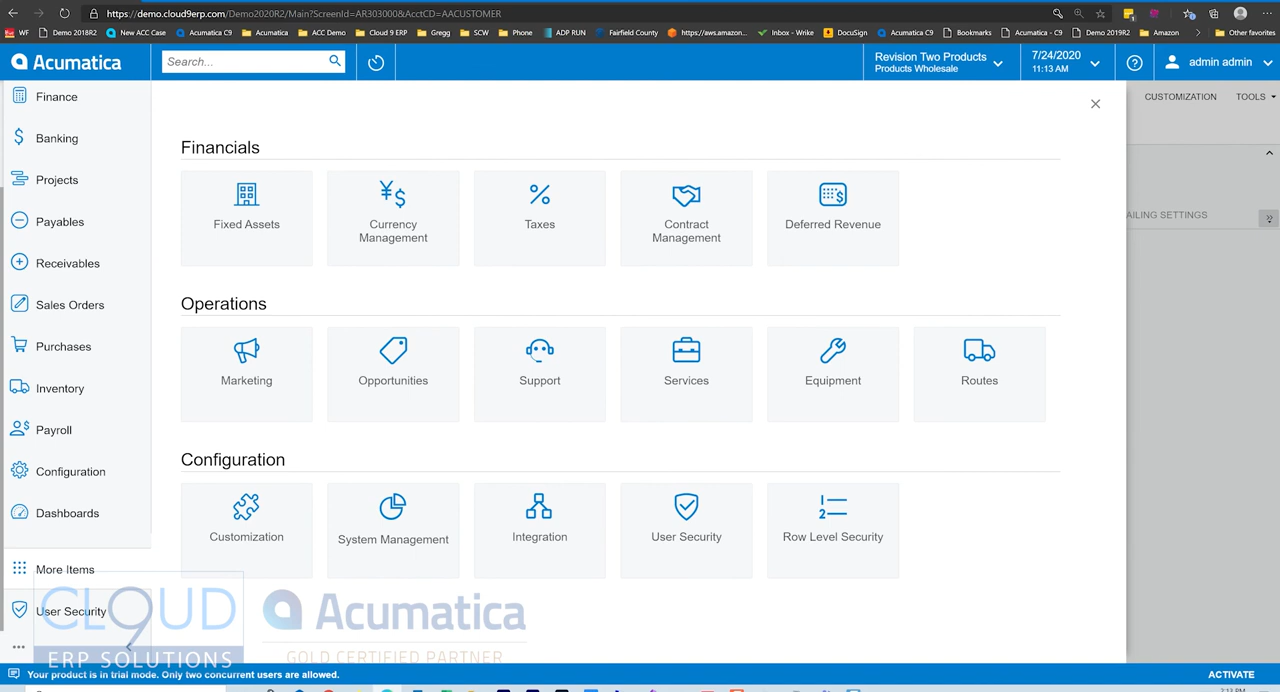 https://demo.cloud9erp.com/Demo2020R2/Main?ScreenId=AR303000&AcctCD=AACUSTOMER
WF Demo 2018R2 New ACC Case Acumatica C9 Acumatica ACC Demo Cloud 9 ERP Gregg SCW Phone ADP RUN Fairfield County https://aws.amazon... Inbox - Wrike DocuSign Acumatica C9 Bookmarks Acumatica - C9 Demo 2019R2 Amazon Other favorites
Acumatica
Search...
Revision Two Products
Products Wholesale
7/24/2020
11:13 AM
admin admin
CUSTOMIZATION TOOLS
AILING SETTINGS
Finance
Banking
Projects
Payables
Receivables
Sales Orders
Purchases
Inventory
Payroll
Configuration
Dashboards
More Items
User Security
Financials
Fixed Assets
Currency
Management
Taxes
Contract
Management
Deferred Revenue
Operations
Marketing
Opportunities
Support
Services
Equipment
Routes
Configuration
Customization
System Management
Integration
User Security
Row Level Security
CLOUD
ERP SOLUTIONS
Acumatica
GOLD CERTIFIED PARTNER
Your product is in trial mode. Only two concurrent users are allowed.
ACTIVATE